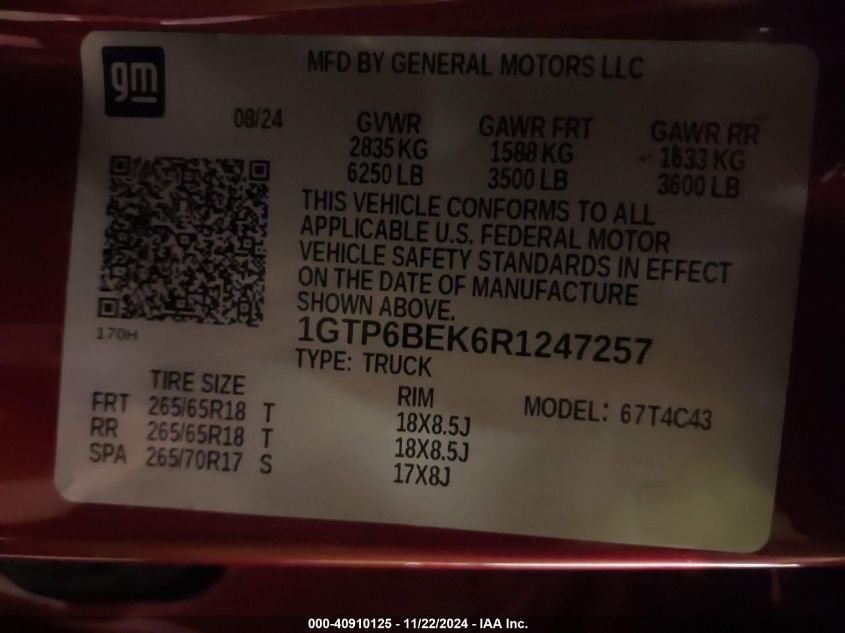 gm
MFD BY GENERAL MOTORS LLC
08/24
GVWR GAWR FRT GAWR RR
2835 KG 1588 KG 1633 KG
6250 LB 3500 LB 3600 LB
THIS VEHICLE CONFORMS TO ALL
APPLICABLE U.S. FEDERAL MOTOR
VEHICLE SAFETY STANDARDS IN EFFECT
ON THE DATE OF MANUFACTURE
SHOWN ABOVE.
170H
1GTP6BEK6R1247257
TYPE: TRUCK
TIRE SIZE RIM MODEL: 67T4C43
FRT 265/65R18 T 18X8.5J
RR 265/65R18 T 18X8.5J
SPA 265/70R17 S 17X8J
000-40910125 - 11/22/2024 - IAA Inc.